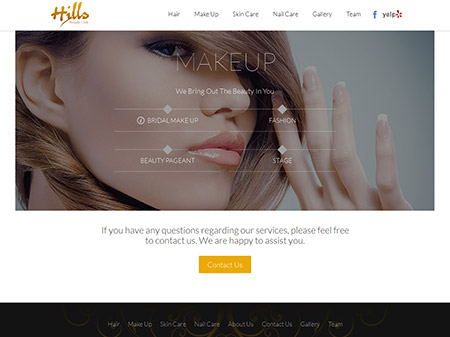 Hills
Beauty Club
Hair Make Up Skin Care Nail Care Gallery Team f yelp
MAKEUP
We Bring Out The Beauty In You
BRIDAL MAKE UP FASHION
BEAUTY PAGEANT STAGE
If you have any questions regarding our services, please feel free
to contact us. We are happy to assist you.
Contact Us
Hair Make Up Skin Care Nail Care About Us Contact Us Gallery Team